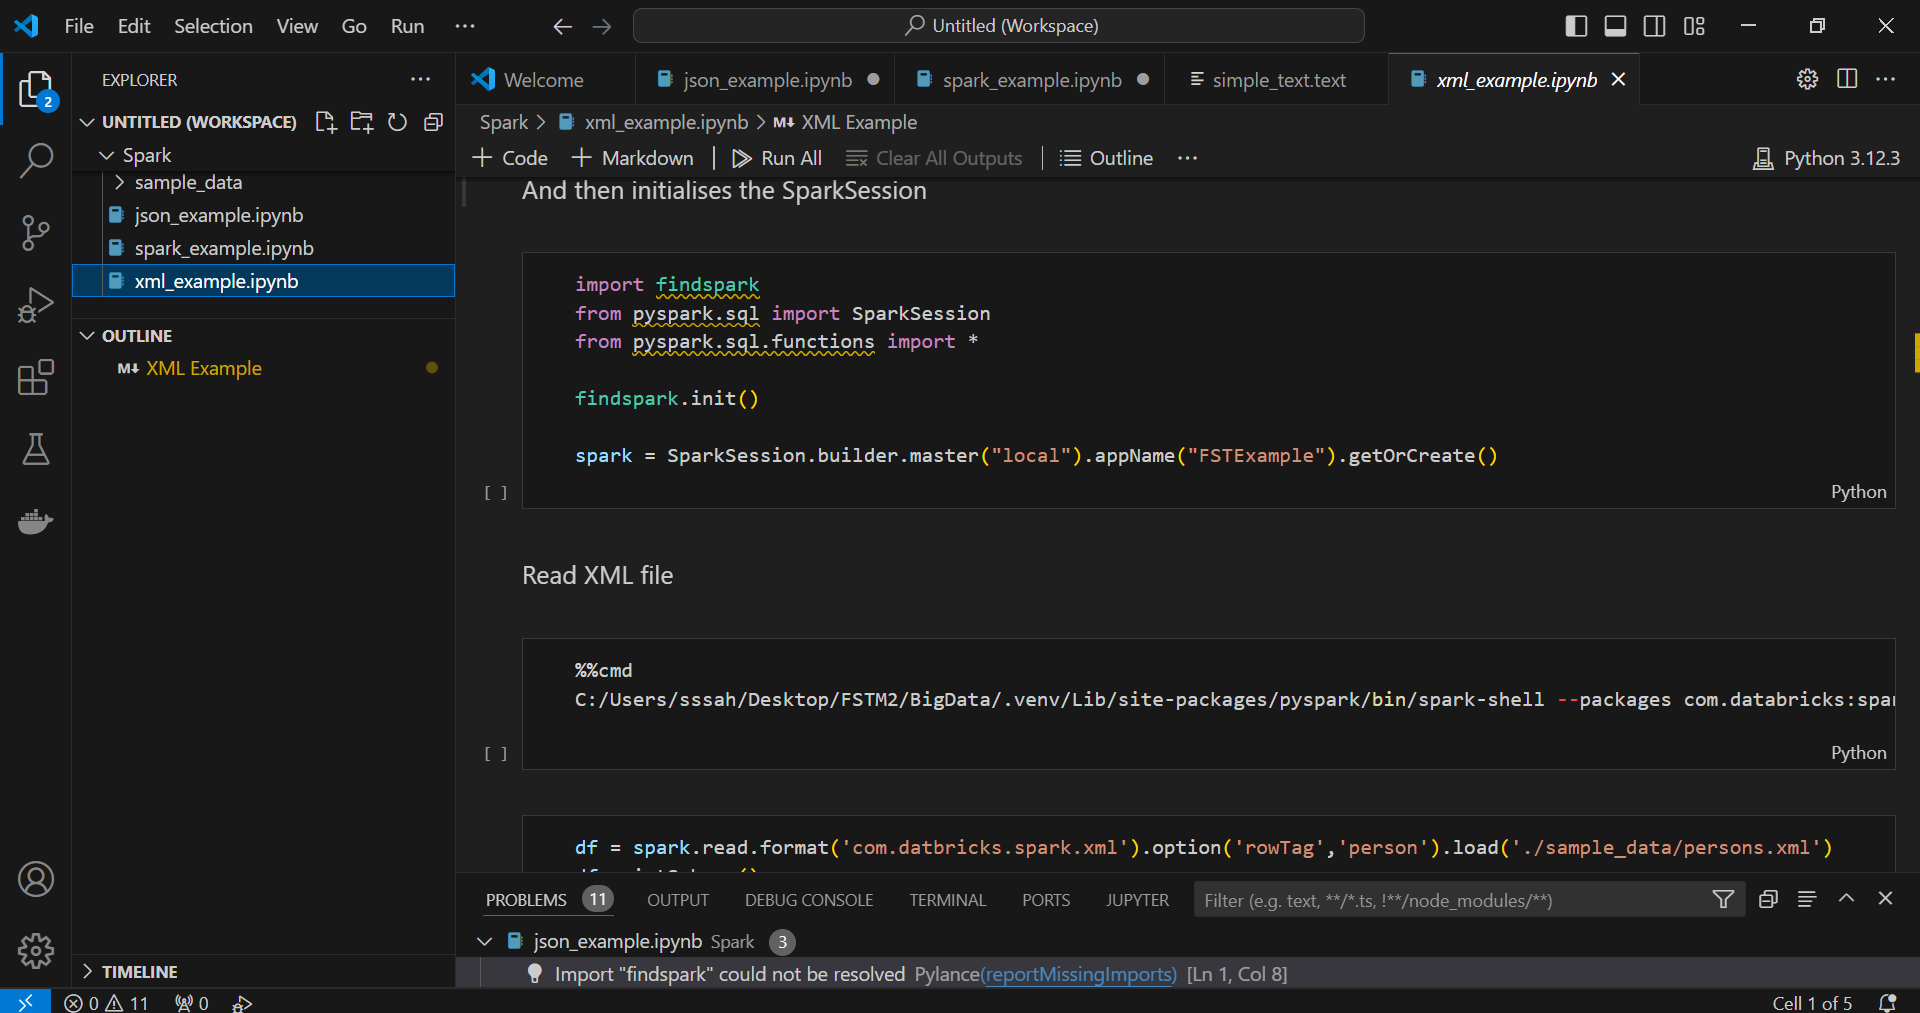 File Edit Selection View Go Run ··· Untitled (Workspace)
EXPLORER ···
UNTITLED (WORKSPACE)
Spark
sample_data
json_example.ipynb
spark_example.ipynb
xml_example.ipynb
OUTLINE
M↓ XML Example
TIMELINE
2
Welcome json_example.ipynb spark_example.ipynb simple_text.text xml_example.ipynb
Spark > xml_example.ipynb > M↓ XML Example
+ Code + Markdown | Run All Clear All Outputs | Outline ··· Python 3.12.3
And then initialises the SparkSession
import findspark
from pyspark.sql import SparkSession
from pyspark.sql.functions import *
findspark.init()
spark = SparkSession.builder.master("local").appName("FSTExample").getOrCreate()
[ ] Python
Read XML file
%%cmd
C:/Users/sssah/Desktop/FSTM2/BigData/.venv/Lib/site-packages/pyspark/bin/spark-shell --packages com.databricks:spar
[ ] Python
df = spark.read.format('com.datbricks.spark.xml').option('rowTag','person').load('./sample_data/persons.xml')
PROBLEMS 11 OUTPUT DEBUG CONSOLE TERMINAL PORTS JUPYTER Filter (e.g. text, **/*.ts, !**/node_modules/**)
json_example.ipynb Spark 3
Import "findspark" could not be resolved Pylance(reportMissingImports) [Ln 1, Col 8]
0 11 0 Cell 1 of 5